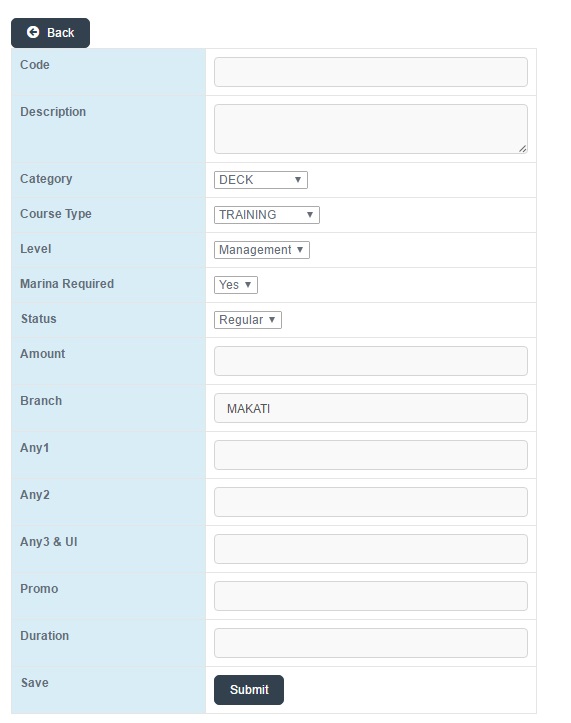 Back
Code
Description
Category DECK
Course Type TRAINING
Level Management
Marina Required Yes
Status Regular
Amount
Branch MAKATI
Any1
Any2
Any3 & UI
Promo
Duration
Save Submit